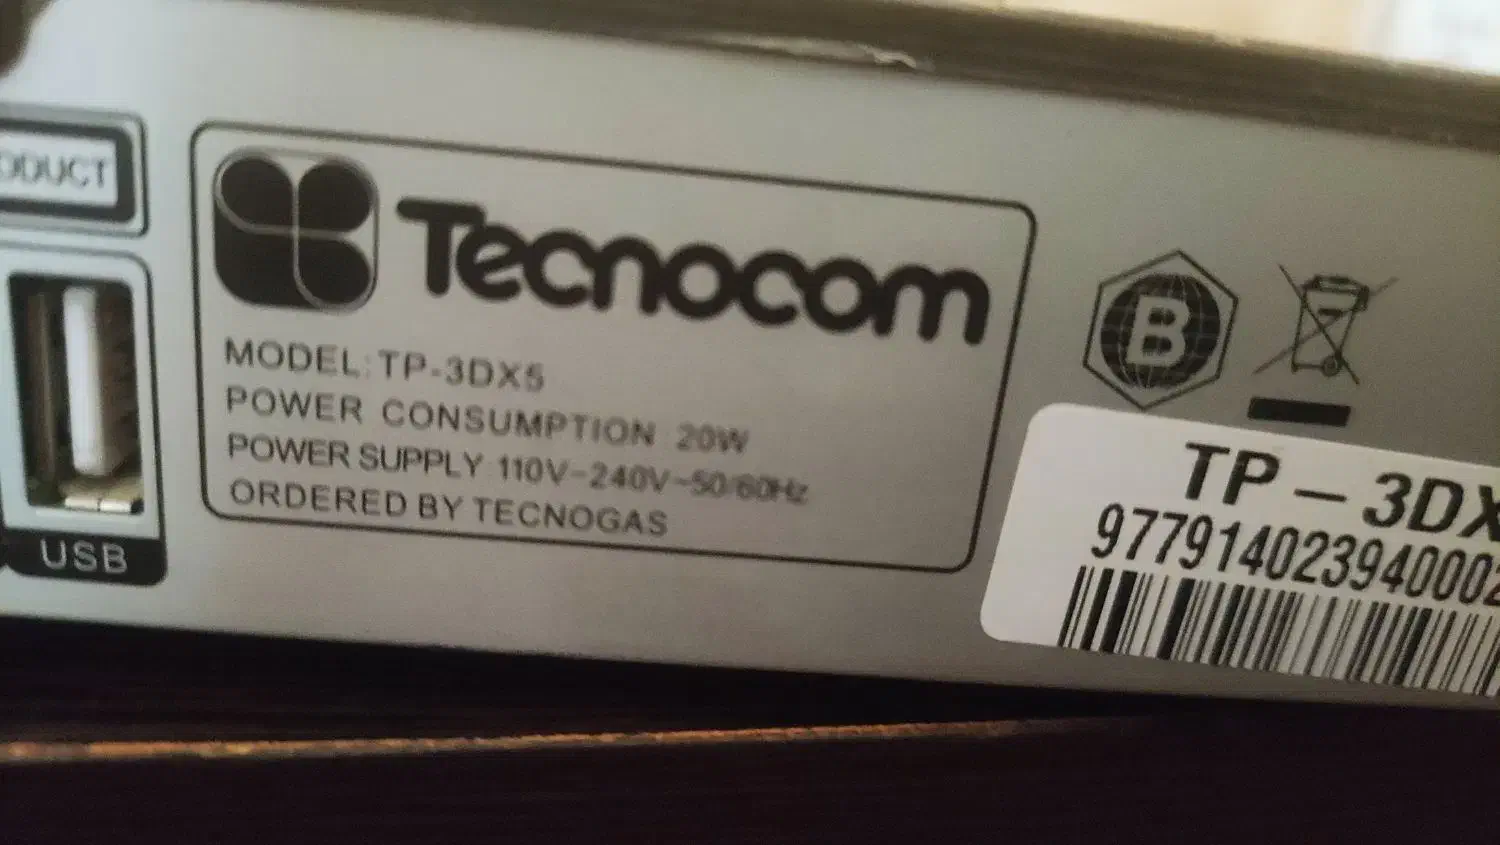 ODUCT
USB
Tecnocom
MODEL: TP-3DX5
POWER CONSUMPTION 20W
POWER SUPPLY 110V-240V~50/60Hz
ORDERED BY TECNOGAS
B
TP-3DX
977914023940002